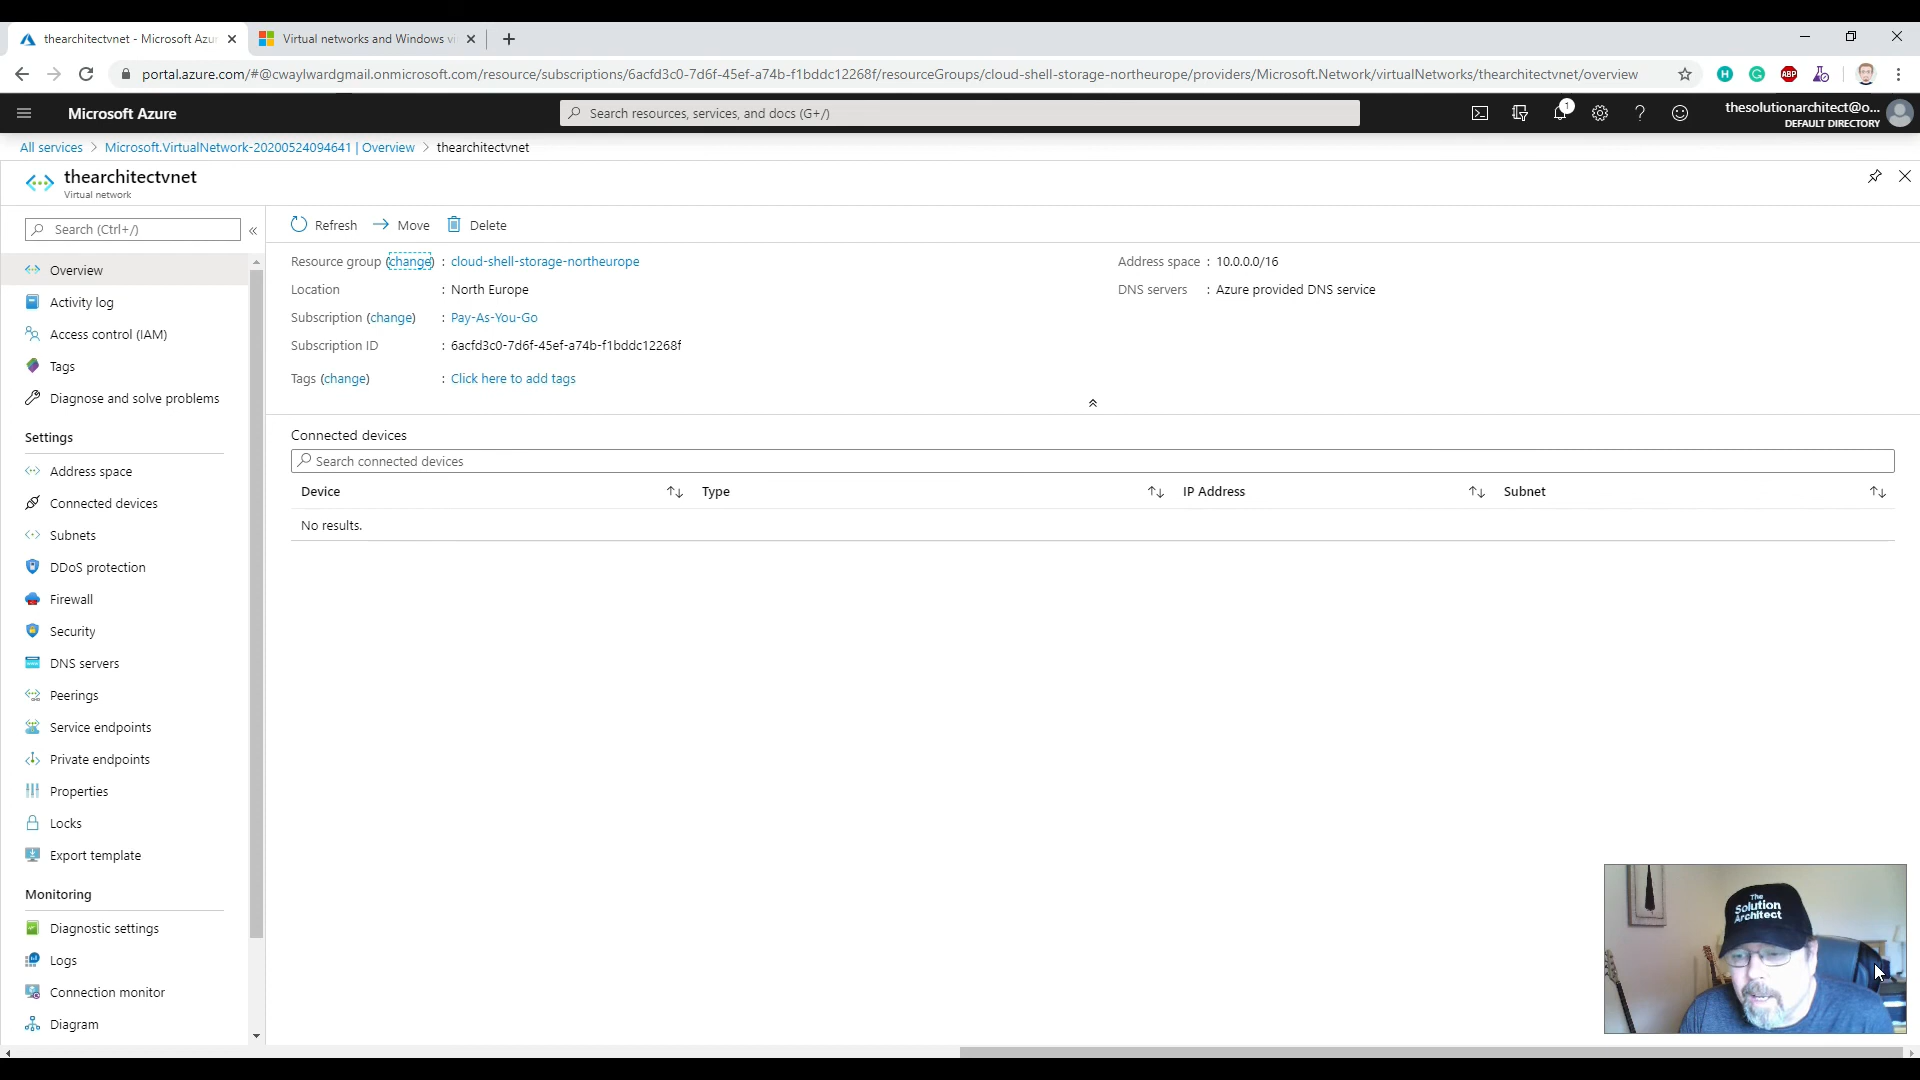 thearchitectvnet - Microsoft Azur
Virtual networks and Windows vi
portal.azure.com/#@cwaylwardgmail.onmicrosoft.com/resource/subscriptions/6acfd3c0-7d6f-45ef-a74b-f1bddc12268f/resourceGroups/cloud-shell-storage-northeurope/providers/Microsoft.Network/virtualNetworks/thearchitectvnet/overview
H
G
ABP
Microsoft Azure
Search resources, services, and docs (G+/)
1
thesolutionarchitect@o...
DEFAULT DIRECTORY
All services > Microsoft.VirtualNetwork-20200524094641 | Overview > thearchitectvnet
thearchitectvnet
Virtual network
Search (Ctrl+/)
«
Overview
Activity log
Access control (IAM)
Tags
Diagnose and solve problems
Settings
Address space
Connected devices
Subnets
DDoS protection
Firewall
Security
DNS servers
Peerings
Service endpoints
Private endpoints
Properties
Locks
Export template
Monitoring
Diagnostic settings
Logs
Connection monitor
Diagram
Refresh Move Delete
Resource group (change) : cloud-shell-storage-northeurope
Location : North Europe
Subscription (change) : Pay-As-You-Go
Subscription ID : 6acfd3c0-7d6f-45ef-a74b-f1bddc12268f
Tags (change) : Click here to add tags
Address space : 10.0.0.0/16
DNS servers : Azure provided DNS service
Connected devices
Search connected devices
Device Type IP Address Subnet
No results.
The
Solution
Architect